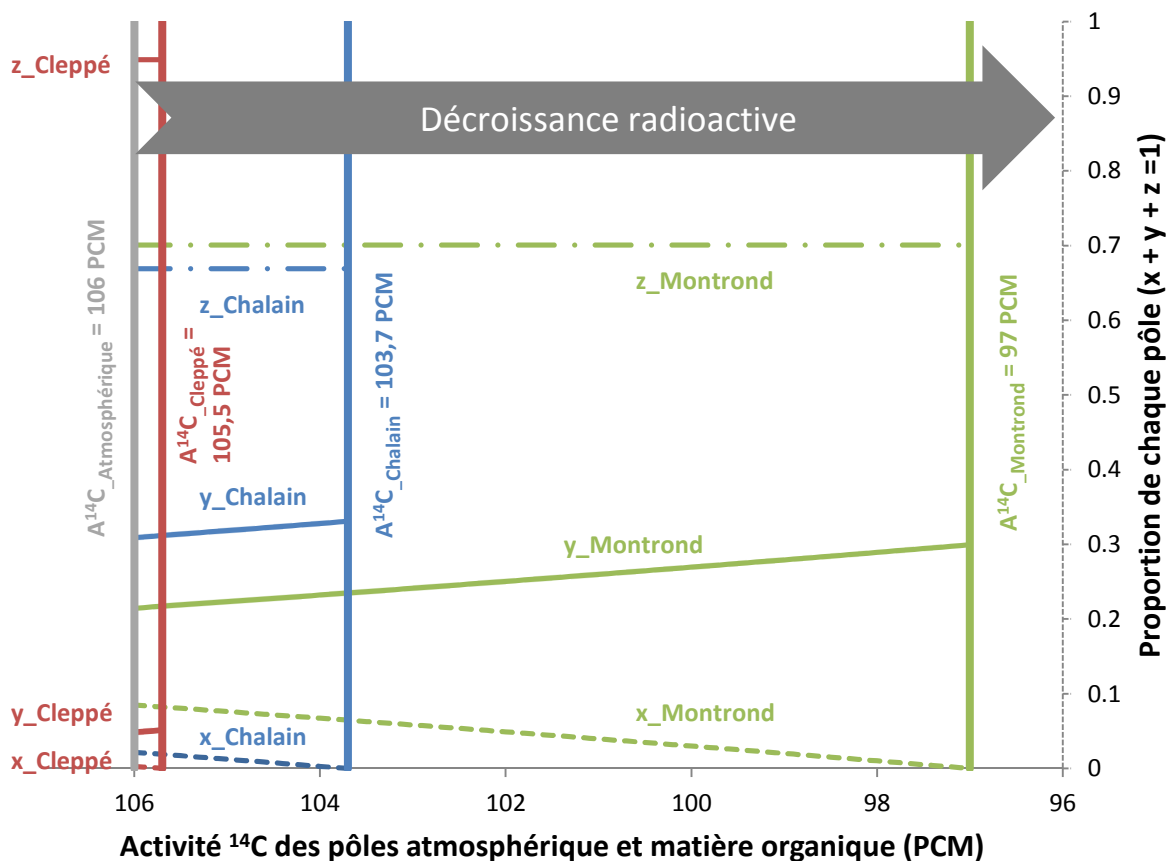 z_Cleppé
Décroissance radioactive
A¹⁴C_Atmosphérique = 106 PCM
A¹⁴C_Cleppé =
105,5 PCM
A¹⁴C_Chalain = 103,7 PCM
A¹⁴C_Montrond = 97 PCM
z_Chalain
z_Montrond
y_Chalain
y_Montrond
y_Cleppé
x_Chalain
x_Montrond
x_Cleppé
1
0.9
0.8
0.7
0.6
0.5
0.4
0.3
0.2
0.1
0
Proportion de chaque pôle (x + y + z =1)
106 104 102 100 98 96
Activité ¹⁴C des pôles atmosphérique et matière organique (PCM)